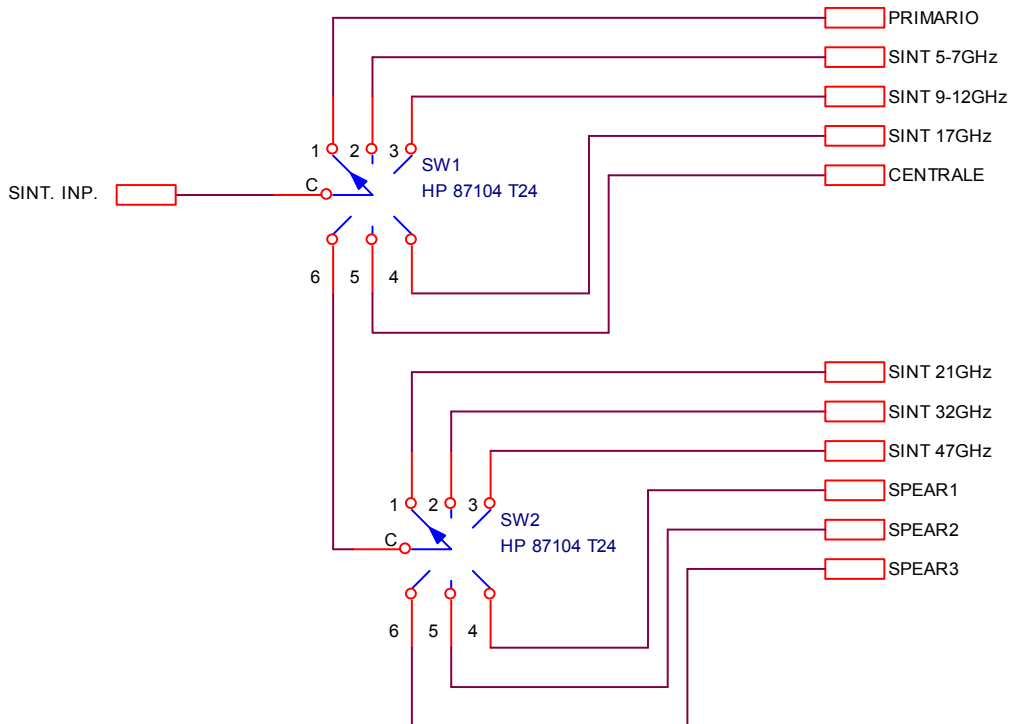 PRIMARIO
SINT 5-7GHz
SINT 9-12GHz
SINT 17GHz
CENTRALE
1 2 3
SW1
HP 87104 T24
C
SINT. INP.
6 5 4
SINT 21GHz
SINT 32GHz
SINT 47GHz
SPEAR1
SPEAR2
SPEAR3
1 2 3
SW2
HP 87104 T24
C
6 5 4